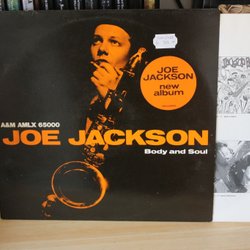 JOE
JACKSON
new
album
A&M AMLX 65000
JOE JACKSON
Body and Soul